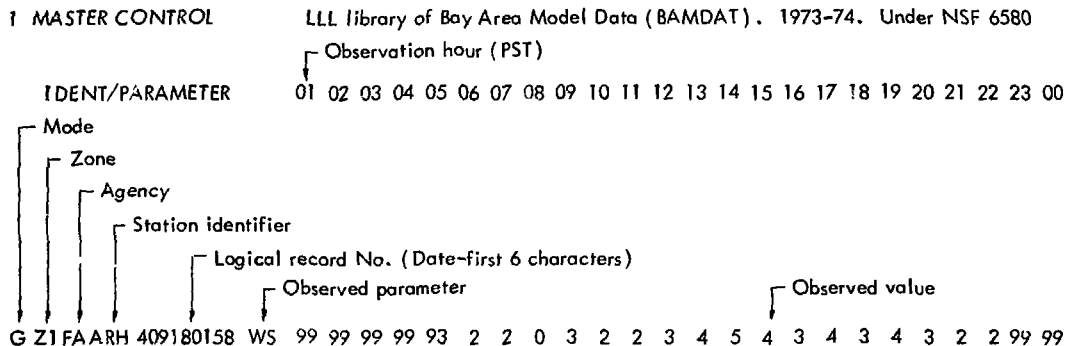 1 MASTER CONTROL LLL library of Bay Area Model Data (BAMDAT). 1973-74. Under NSF 6580
Observation hour (PST)
IDENT/PARAMETER 01 02 03 04 05 06 07 08 09 10 11 12 13 14 15 16 17 18 19 20 21 22 23 00
Mode
Zone
Agency
Station identifier
Logical record No. (Date-first 6 characters)
Observed parameter Observed value
G Z1 FA ARH 409180158 WS 99 99 99 99 93 2 2 0 3 2 2 3 4 5 4 3 4 3 4 3 2 2 99 99